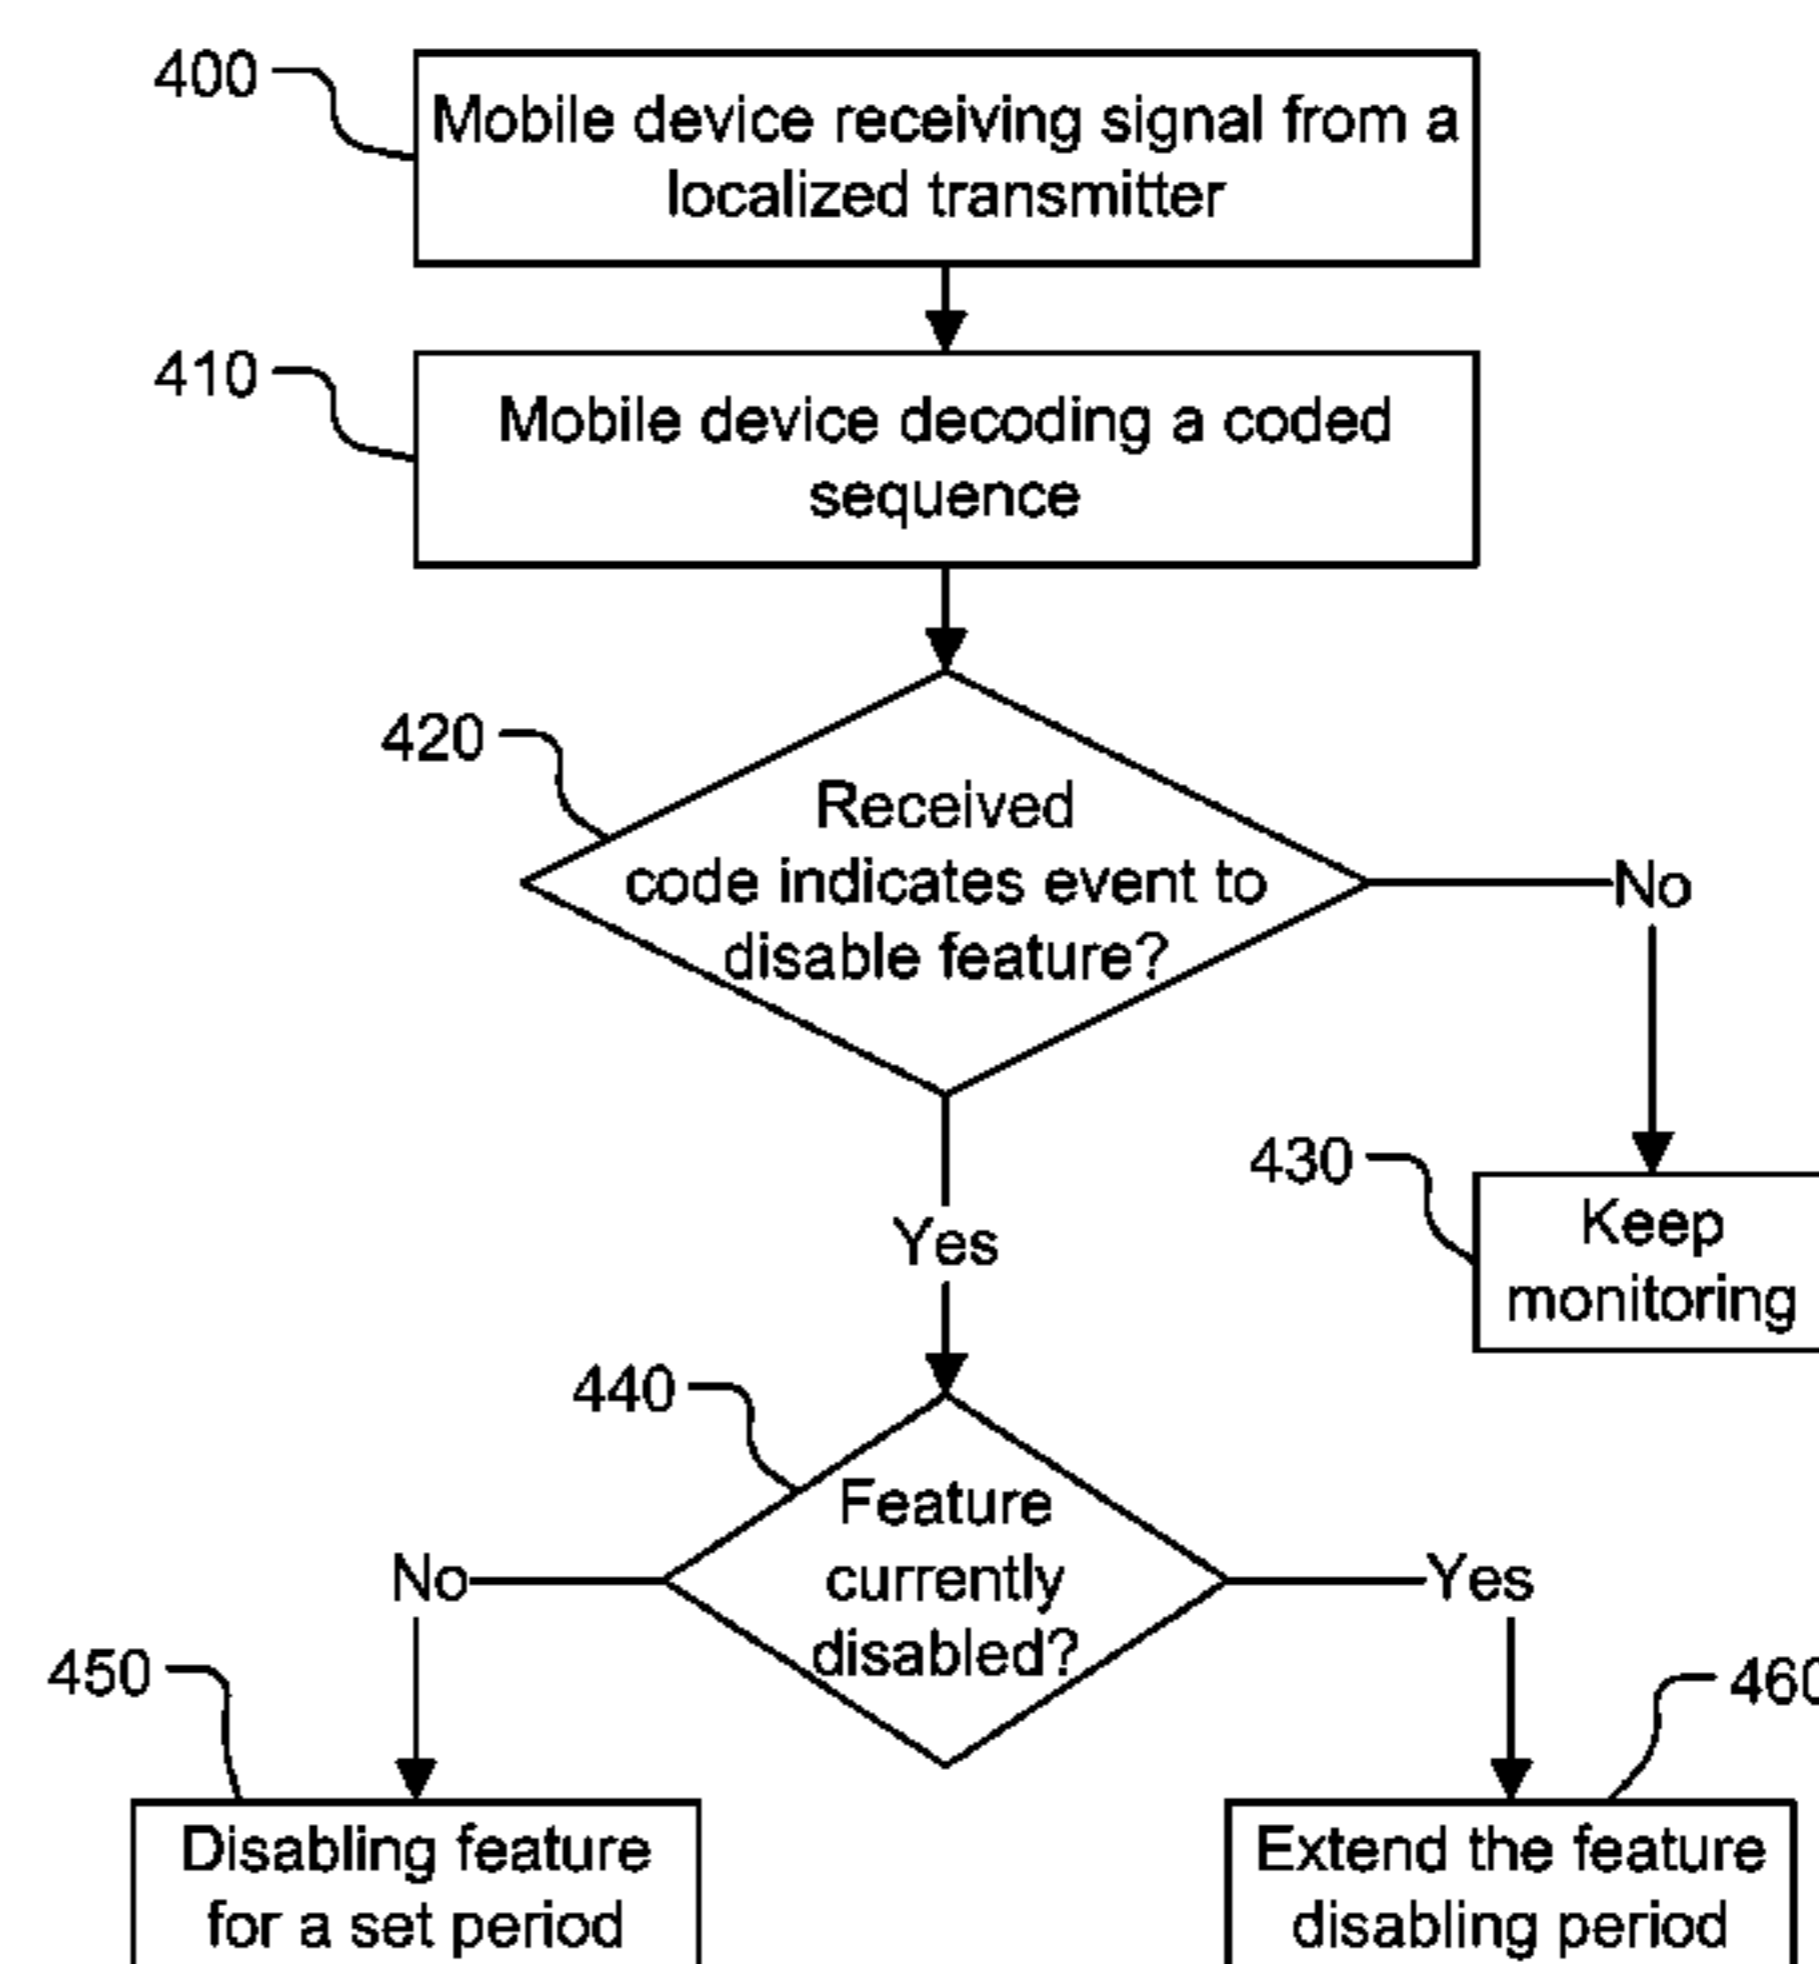 400
Mobile device receiving signal from a
localized transmitter
410
Mobile device decoding a coded
sequence
420
Received
code indicates event to
disable feature?
No
430
Keep
monitoring
Yes
440
Feature
currently
disabled?
No
Yes
450
460
Disabling feature
for a set period
Extend the feature
disabling period